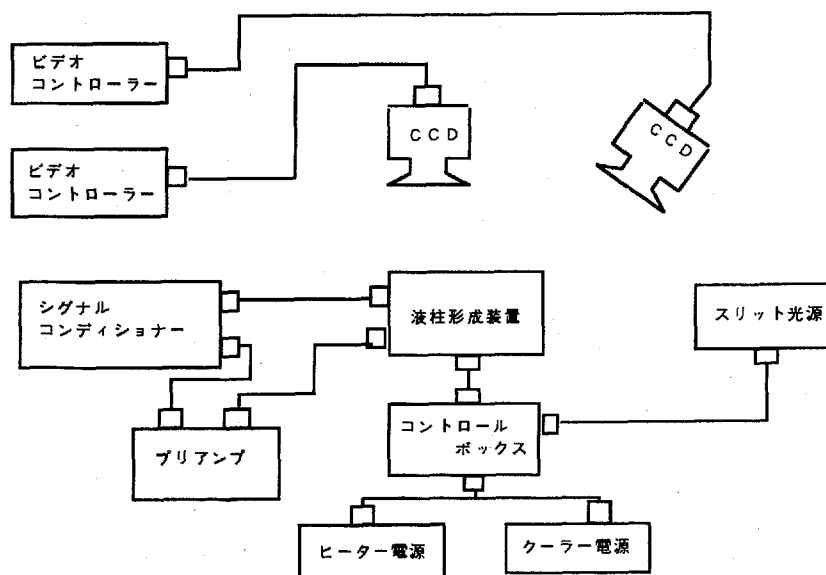 ビデオ
コントローラー
CCD
CCD
ビデオ
コントローラー
シグナル
コンディショナー
液柱形成装置
スリット光源
コントロール
ボックス
プリアンプ
ヒーター電源
クーラー電源